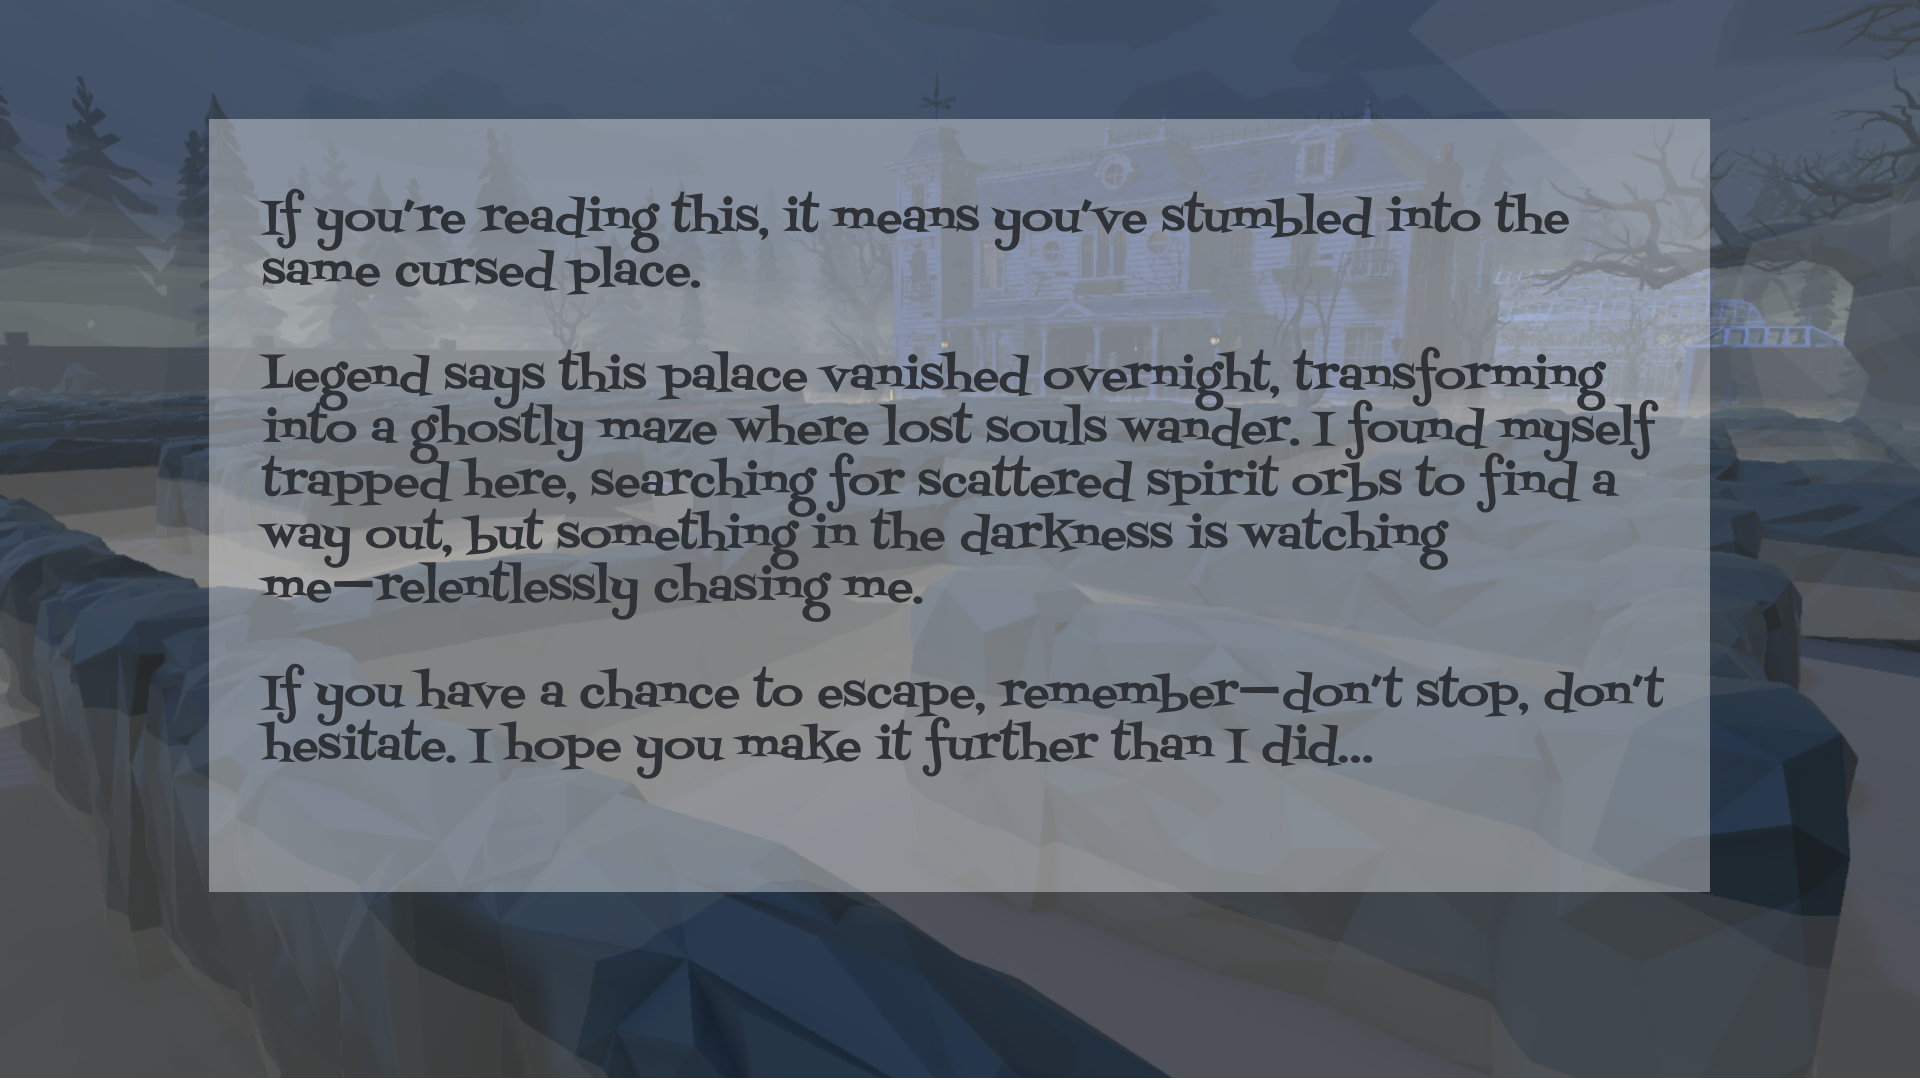 If you're reading this, it means you've stumbled into the
same cursed place.
Legend says this palace vanished overnight, transforming
into a ghostly maze where lost souls wander. I found myself
trapped here, searching for scattered spirit orbs to find a
way out, but something in the darkness is watching
me—relentlessly chasing me.
If you have a chance to escape, remember—don't stop, don't
hesitate. I hope you make it further than I did...